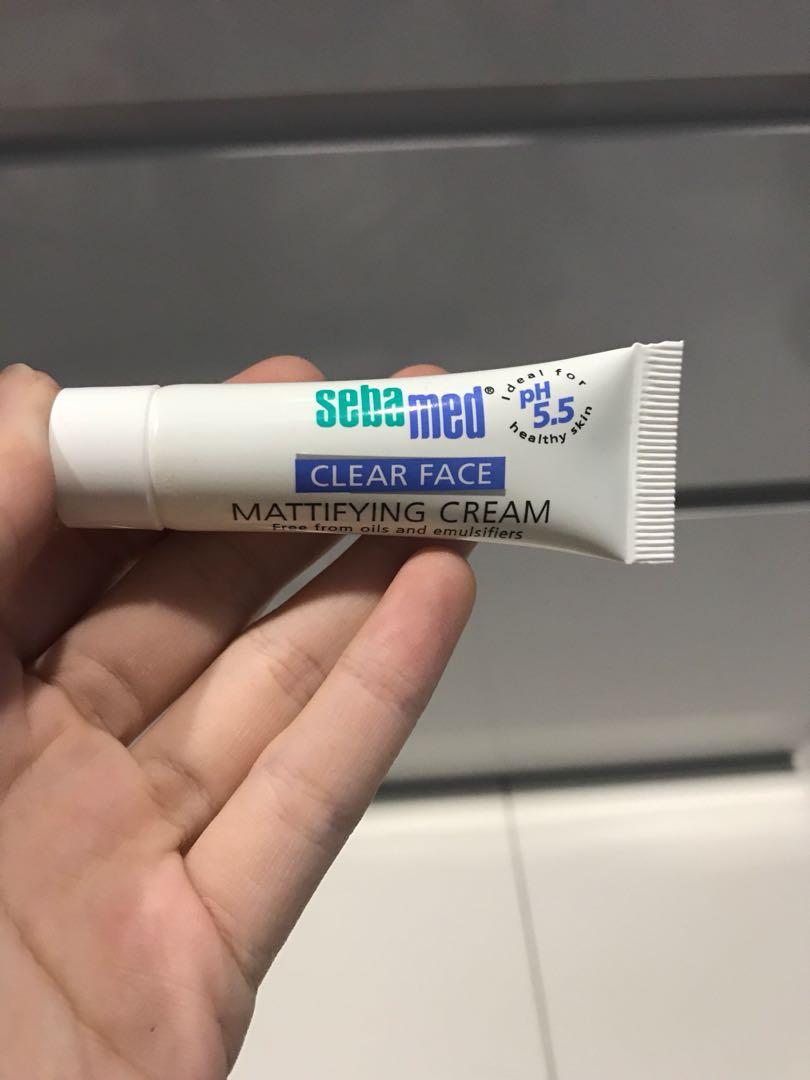 sebamed®
Ideal for
pH
5.5
healthy skin
CLEAR FACE
MATTIFYING CREAM
Free from oils and emulsifiers